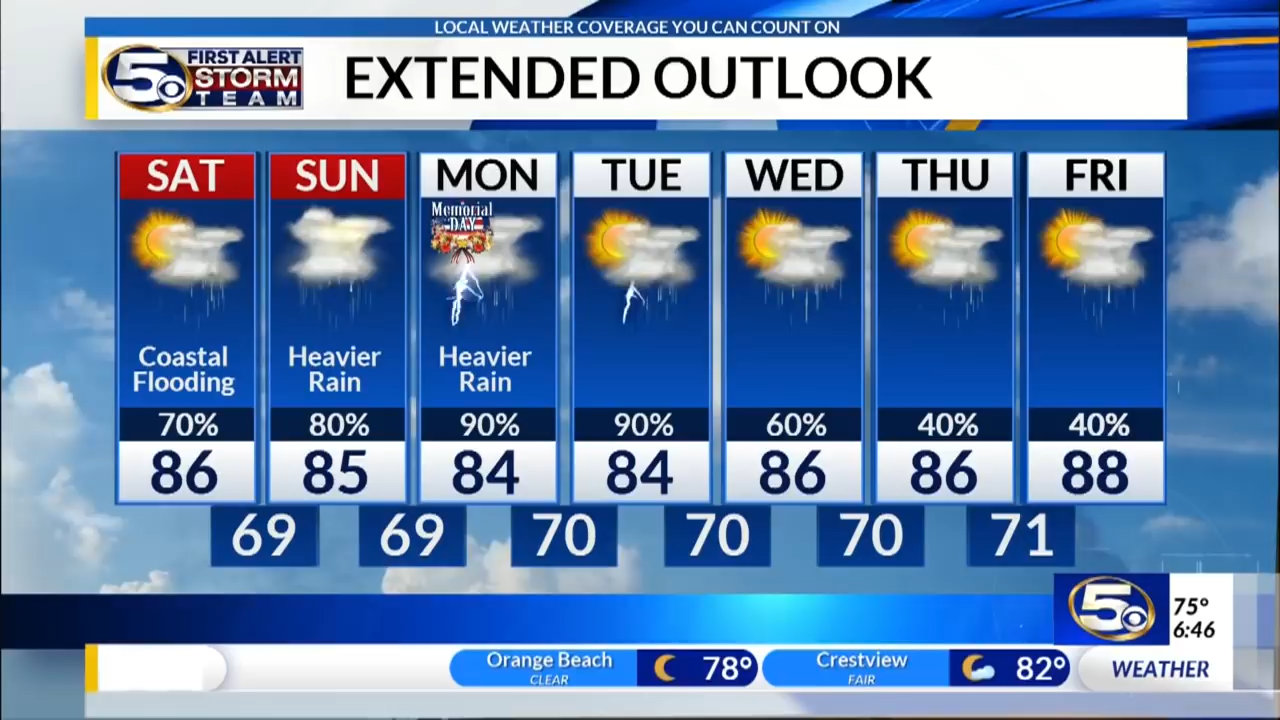 LOCAL WEATHER COVERAGE YOU CAN COUNT ON
5 FIRST ALERT
STORM
TEAM
EXTENDED OUTLOOK
SAT SUN MON TUE WED THU FRI
Memorial
DAY
Coastal
Flooding
Heavier
Rain
Heavier
Rain
70% 80% 90% 90% 60% 40% 40%
86 85 84 84 86 86 88
69 69 70 70 70 71
5
75°
6:46
Orange Beach
CLEAR
78°
Crestview
FAIR
82°
WEATHER